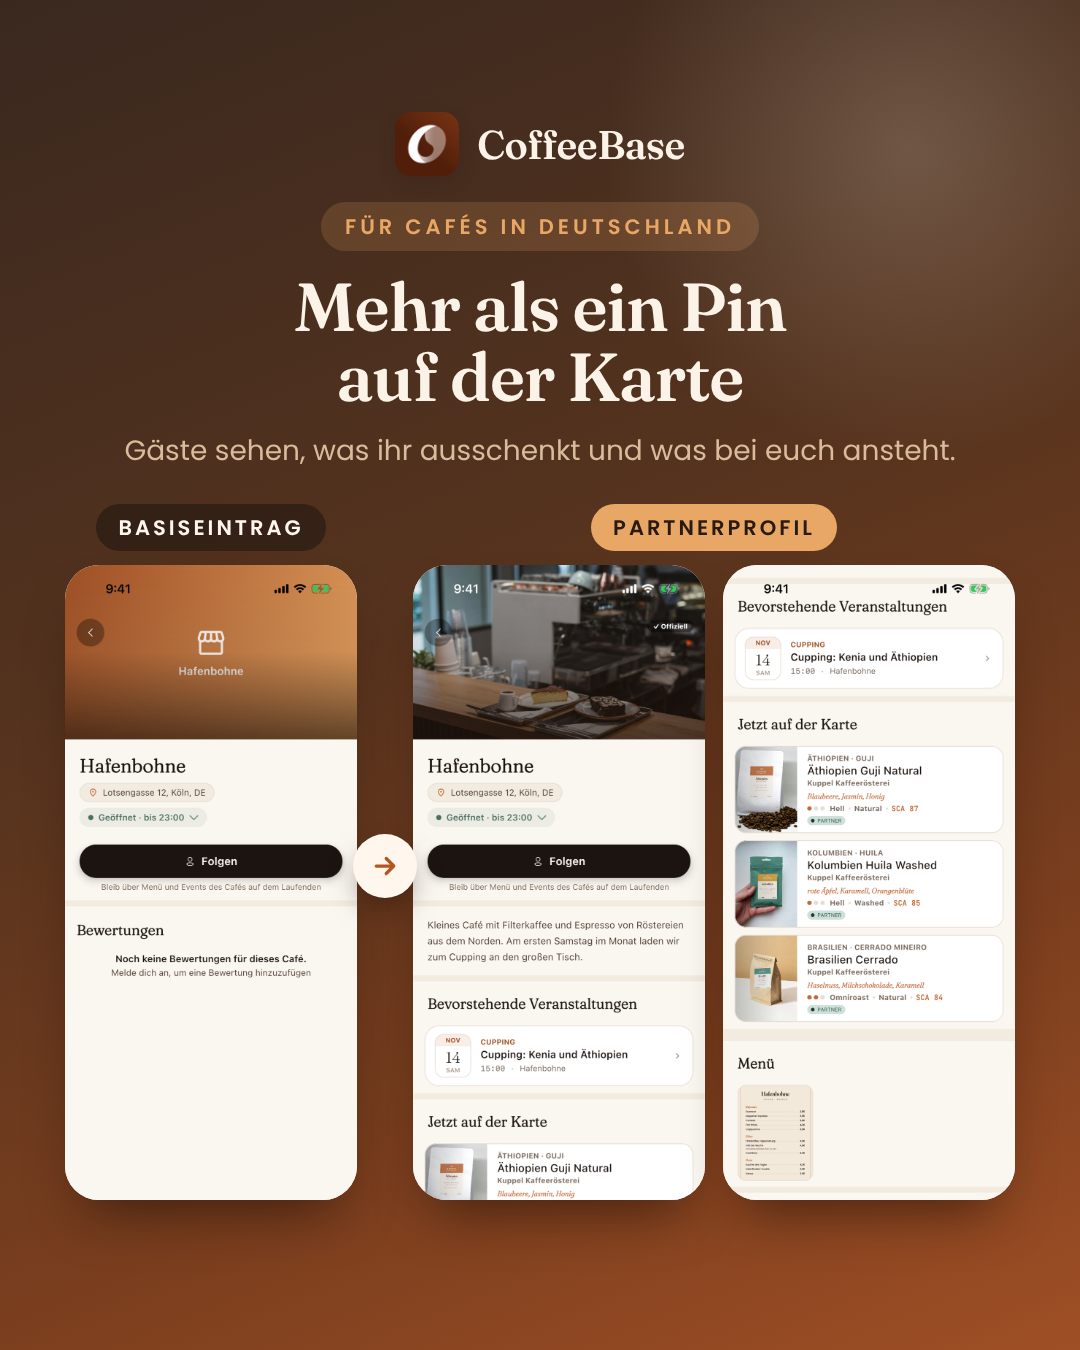 CoffeeBase
FÜR CAFÉS IN DEUTSCHLAND
Mehr als ein Pin
auf der Karte
Gäste sehen, was ihr ausschenkt und was bei euch ansteht.
BASISEINTRAG
9:41
Hafenbohne
Hafenbohne
Lotsengasse 12, Köln, DE
Geöffnet · bis 23:00
Folgen
Bleib über Menü und Events des Cafés auf dem Laufenden
Bewertungen
Noch keine Bewertungen für dieses Café.
Melde dich an, um eine Bewertung hinzuzufügen
PARTNERPROFIL
9:41
Offiziell
Hafenbohne
Lotsengasse 12, Köln, DE
Geöffnet · bis 23:00
Folgen
Bleib über Menü und Events des Cafés auf dem Laufenden
Kleines Café mit Filterkaffee und Espresso von Röstereien
aus dem Norden. Am ersten Samstag im Monat laden wir
zum Cupping an den großen Tisch.
Bevorstehende Veranstaltungen
NOV
14
SAM
CUPPING
Cupping: Kenia und Äthiopien
15:00 · Hafenbohne
Jetzt auf der Karte
ÄTHIOPIEN · GUJI
Äthiopien Guji Natural
Kuppel Kaffeerösterei
Blaubeere, Jasmin, Honig
9:41
Bevorstehende Veranstaltungen
NOV
14
SAM
CUPPING
Cupping: Kenia und Äthiopien
15:00 · Hafenbohne
Jetzt auf der Karte
ÄTHIOPIEN · GUJI
Äthiopien Guji Natural
Kuppel Kaffeerösterei
Blaubeere, Jasmin, Honig
Hell · Natural · SCA 87
PARTNER
KOLUMBIEN · HUILA
Kolumbien Huila Washed
Kuppel Kaffeerösterei
rote Äpfel, Karamell, Orangenblüte
Hell · Washed · SCA 85
PARTNER
BRASILIEN · CERRADO MINEIRO
Brasilien Cerrado
Kuppel Kaffeerösterei
Haselnuss, Milchschokolade, Karamell
Omniroast · Natural · SCA 84
PARTNER
Menü
Hafenbohne